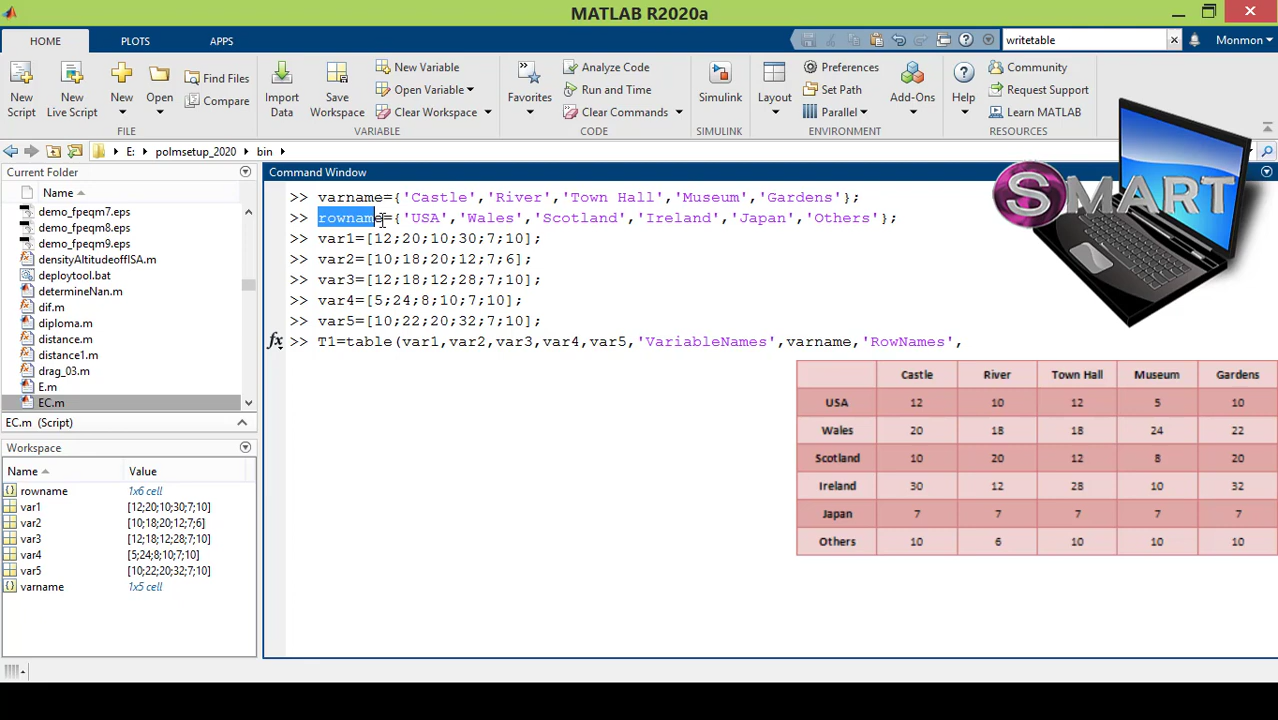 MATLAB R2020a
HOME PLOTS APPS writetable Monmon
New Script New Live Script New Open Find Files Compare Import Data Save Workspace New Variable Open Variable Clear Workspace Favorites Analyze Code Run and Time Clear Commands Simulink Layout Preferences Set Path Parallel Add-Ons Help Community Request Support Learn MATLAB
FILE VARIABLE CODE SIMULINK ENVIRONMENT RESOURCES
E: polmsetup_2020 bin
Current Folder
Name
demo_fpeqm7.eps
demo_fpeqm8.eps
demo_fpeqm9.eps
densityAltitudeoffISA.m
deploytool.bat
determineNan.m
dif.m
diploma.m
distance.m
distance1.m
drag_03.m
E.m
EC.m
EC.m (Script)
Workspace
Name Value
rowname 1x6 cell
var1 [12;20;10;30;7;10]
var2 [10;18;20;12;7;6]
var3 [12;18;12;28;7;10]
var4 [5;24;8;10;7;10]
var5 [10;22;20;32;7;10]
varname 1x5 cell
Command Window
>> varname={'Castle','River','Town Hall','Museum','Gardens'};
>> rowname={'USA','Wales','Scotland','Ireland','Japan','Others'};
>> var1=[12;20;10;30;7;10];
>> var2=[10;18;20;12;7;6];
>> var3=[12;18;12;28;7;10];
>> var4=[5;24;8;10;7;10];
>> var5=[10;22;20;32;7;10];
fx >> T1=table(var1,var2,var3,var4,var5,'VariableNames',varname,'RowNames',
SMART
Castle River Town Hall Museum Gardens
USA 12 10 12 5 10
Wales 20 18 18 24 22
Scotland 10 20 12 8 20
Ireland 30 12 28 10 32
Japan 7 7 7 7 7
Others 10 6 10 10 10